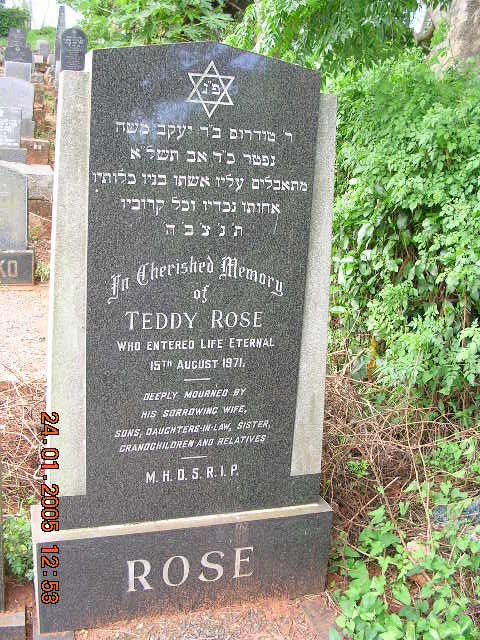 פ"נ
ר טודרוס ב"ד יעקב משה
נפטר כ"ד אב תשל"א
מתאבלים עליו אשתו בניו כלותיו
אחותו נכדיו וכל קרוביו
ת נ צ ב ה
In Cherished Memory
of
TEDDY ROSE
WHO ENTERED LIFE ETERNAL
15TH AUGUST 1971.
DEEPLY MOURNED BY
HIS SORROWING WIFE,
SONS, DAUGHTERS-IN-LAW, SISTER,
GRANDCHILDREN AND RELATIVES
M.H.D.S.R.I.P.
ROSE
KO
24.01.2005 12:53